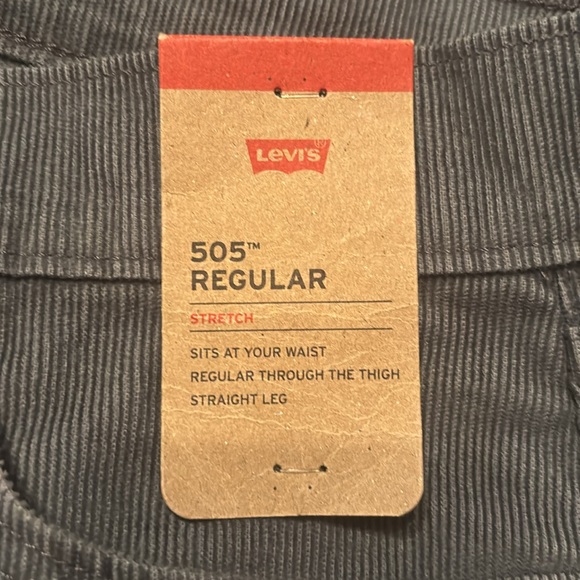 Levi's®
505™
REGULAR
STRETCH
SITS AT YOUR WAIST
REGULAR THROUGH THE THIGH
STRAIGHT LEG